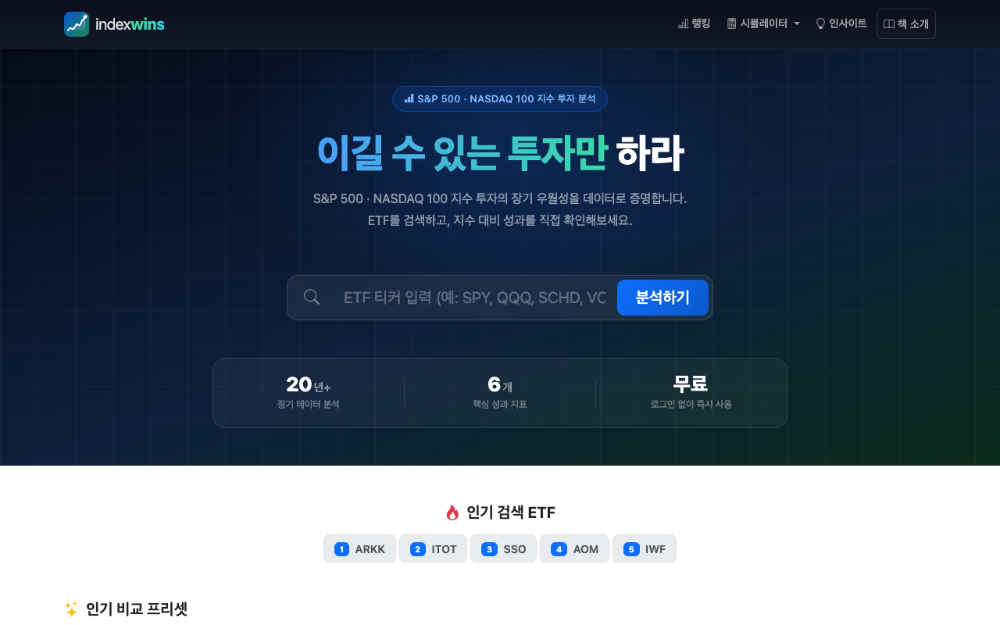 indexwins
랭킹
시뮬레이터
인사이트
책 소개
S&P 500 · NASDAQ 100 지수 투자 분석
이길 수 있는 투자만 하라
S&P 500 · NASDAQ 100 지수 투자의 장기 우월성을 데이터로 증명합니다.
ETF를 검색하고, 지수 대비 성과를 직접 확인해보세요.
ETF 티커 입력 (예: SPY, QQQ, SCHD, VC
분석하기
20년+
장기 데이터 분석
6개
핵심 성과 지표
무료
로그인 없이 즉시 사용
인기 검색 ETF
1 ARKK
2 ITOT
3 SSO
4 AOM
5 IWF
인기 비교 프리셋